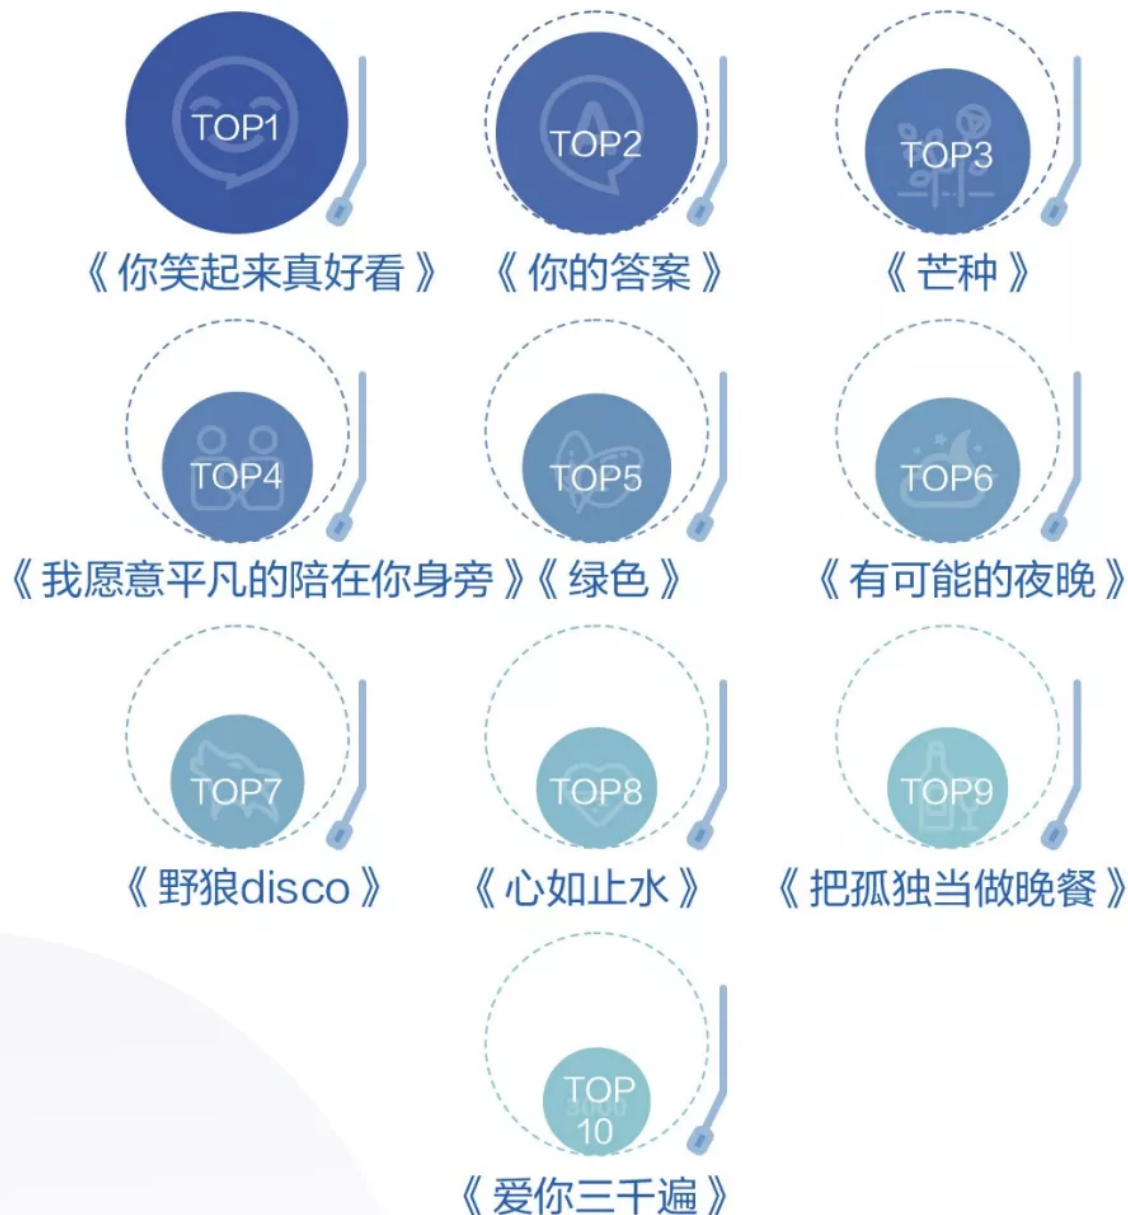 TOP1
TOP2
TOP3
《你笑起来真好看》
《你的答案》
《芒种》
TOP4
TOP5
TOP6
《我愿意平凡的陪在你身旁》
《绿色》
《有可能的夜晚》
TOP7
TOP8
TOP9
《野狼disco》
《心如止水》
《把孤独当做晚餐》
TOP
3000
10
《爱你三千遍》